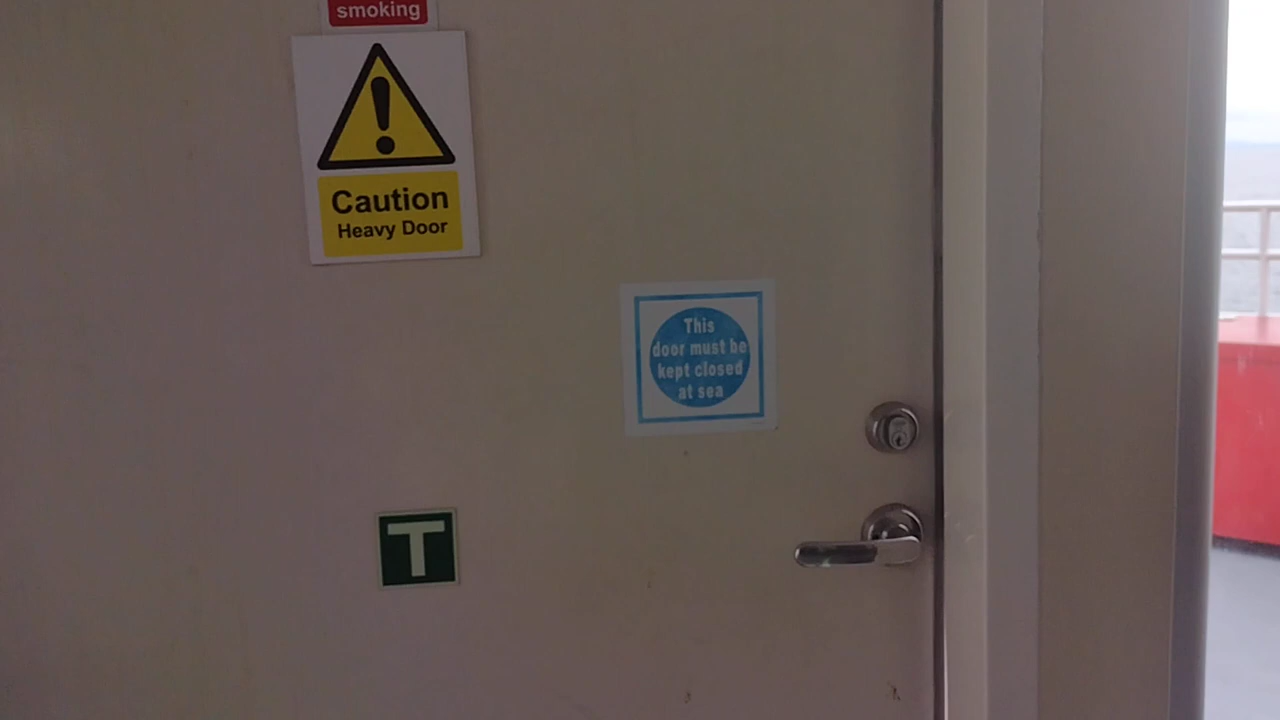 smoking
Caution
Heavy Door
This
door must be
kept closed
at sea
T